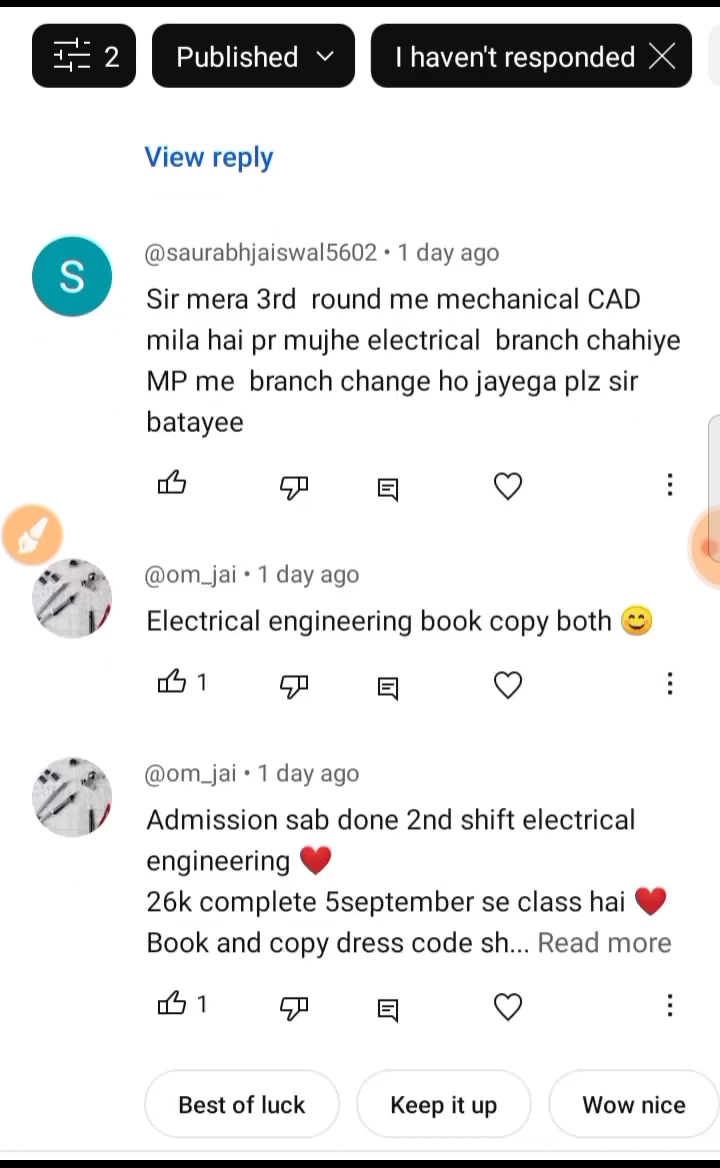 2 Published I haven't responded
View reply
S
@saurabhjaiswal5602 • 1 day ago
Sir mera 3rd round me mechanical CAD
mila hai pr mujhe electrical branch chahiye
MP me branch change ho jayega plz sir
batayee
@om_jai • 1 day ago
Electrical engineering book copy both 😊
1
@om_jai • 1 day ago
Admission sab done 2nd shift electrical
engineering ❤️
26k complete 5september se class hai ❤️
Book and copy dress code sh... Read more
1
Best of luck Keep it up Wow nice